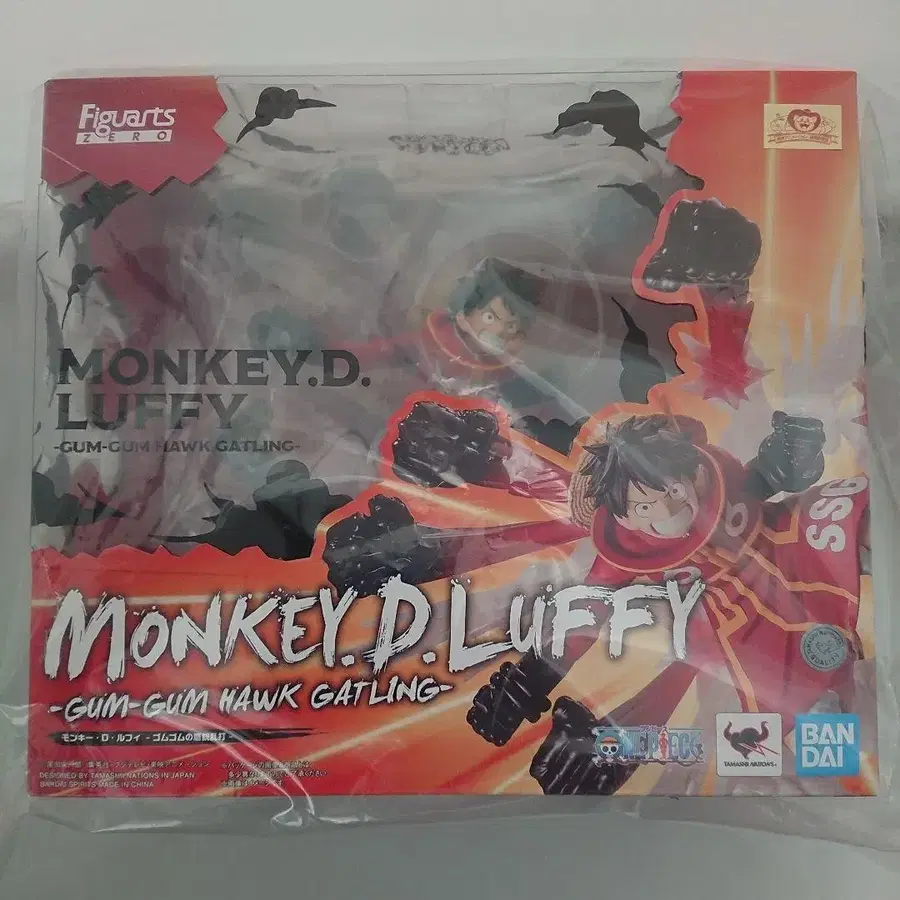 Figuarts
ZERO
MONKEY.D.
LUFFY
-GUM-GUM HAWK GATLING-
SSG
MONKEY.D.LUFFY
-GUM-GUM HAWK GATLING-
モンキー・D・ルフィ -ゴムゴムの鷹銃乱打-
DESIGNED BY TAMASHII NATIONS IN JAPAN
BANDAI SPIRITS MADE IN CHINA
ONE PIECE
TAMASHII NATIONS
BAN
DAI